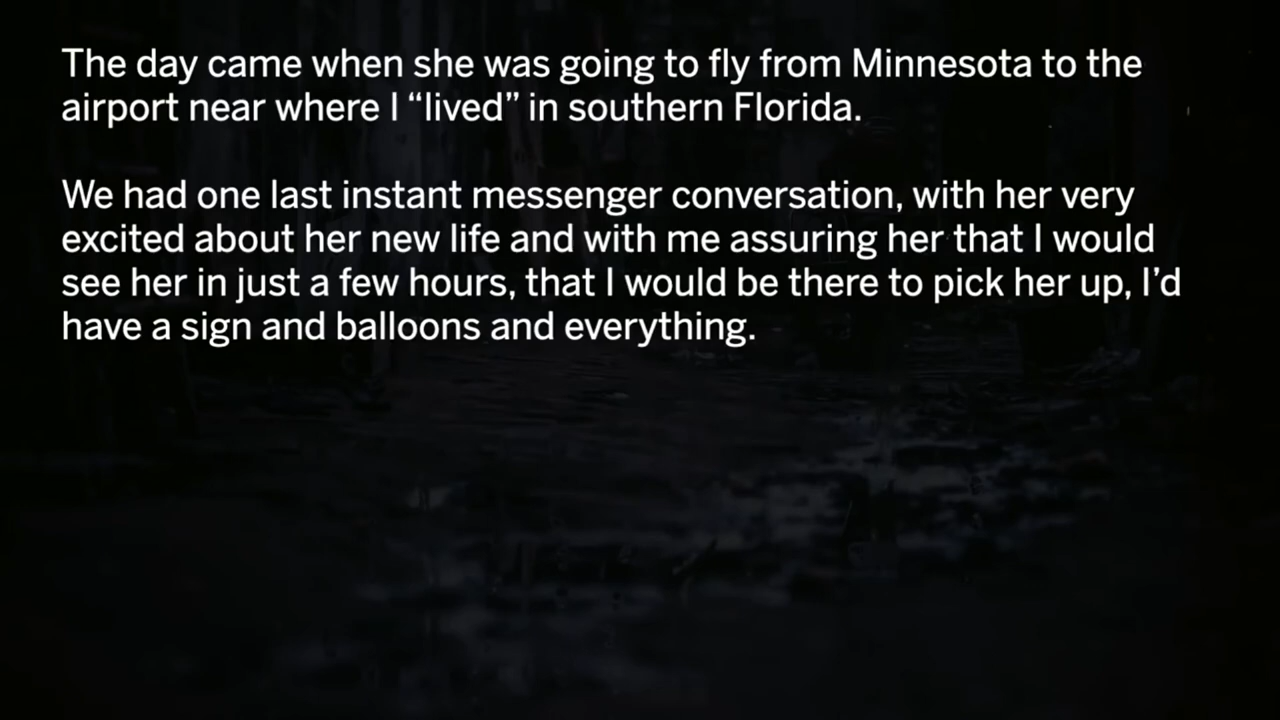 The day came when she was going to fly from Minnesota to the
airport near where I “lived” in southern Florida.
We had one last instant messenger conversation, with her very
excited about her new life and with me assuring her that I would
see her in just a few hours, that I would be there to pick her up, I’d
have a sign and balloons and everything.